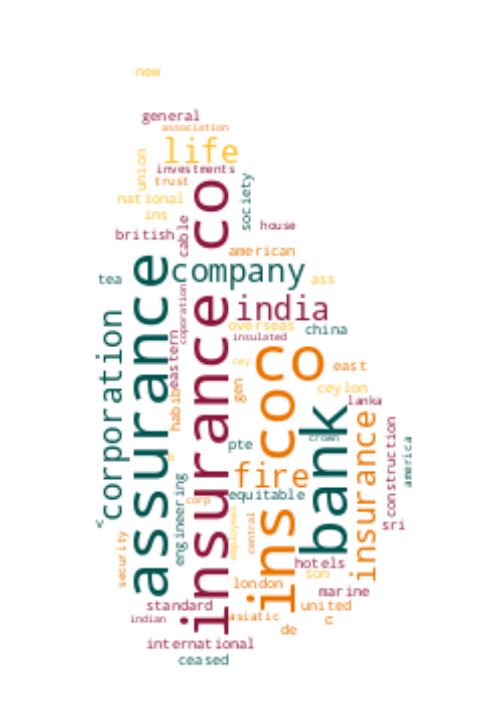 new
general
association
life
union
investments
trust
national
ins
co
society
cable
house
british
american
tea
assurance
company
ass
coporation
india
overseas
china
insulated
corporation
insurance
eastern
co
cey
east
habib
gen
ceylon
lanka
co
bank
insurance
construction
america
pte
crown
fire
equitable
engineering
corp
ins
sri
security
employees
central
hotels
son
london
marine
standard
united
indian
asiatic
c
de
international
ceased